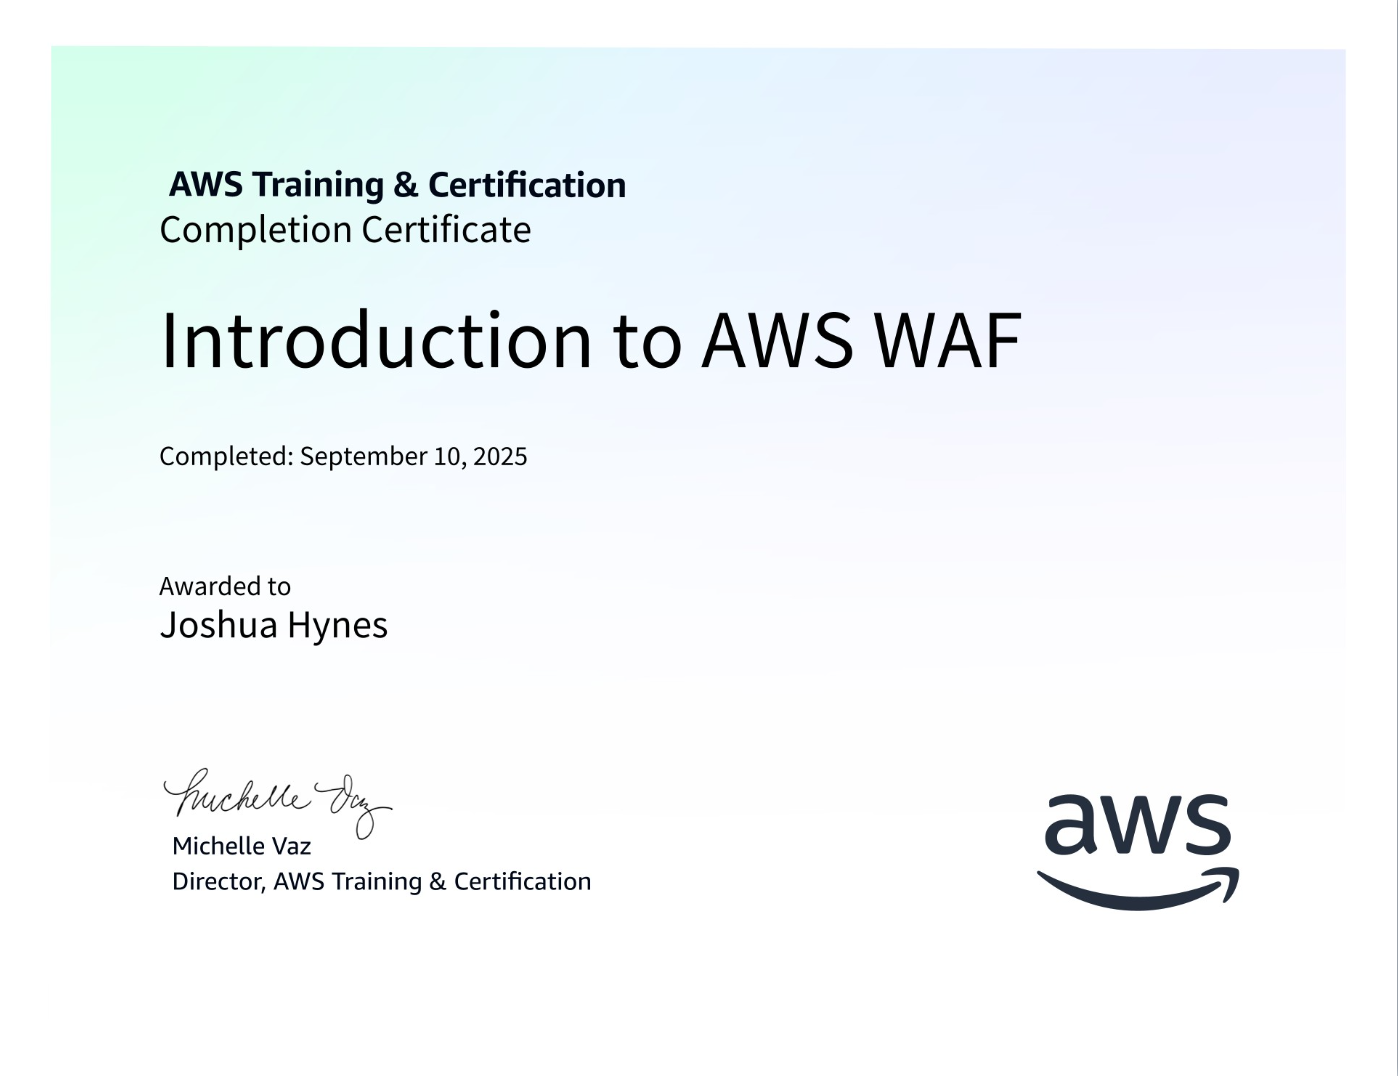 AWS Training & Certification
Completion Certificate
Introduction to AWS WAF
Completed: September 10, 2025
Awarded to
Joshua Hynes
Michelle Vaz
Michelle Vaz
Director, AWS Training & Certification
aws